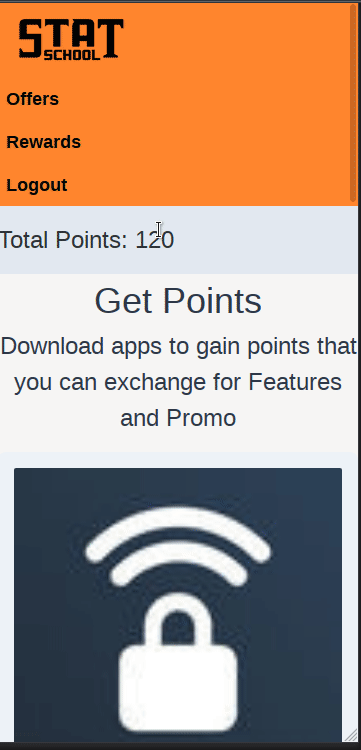 STAT
SCHOOL
Offers
Rewards
Logout
Total Points: 120
Get Points
Download apps to gain points that
you can exchange for Features
and Promo